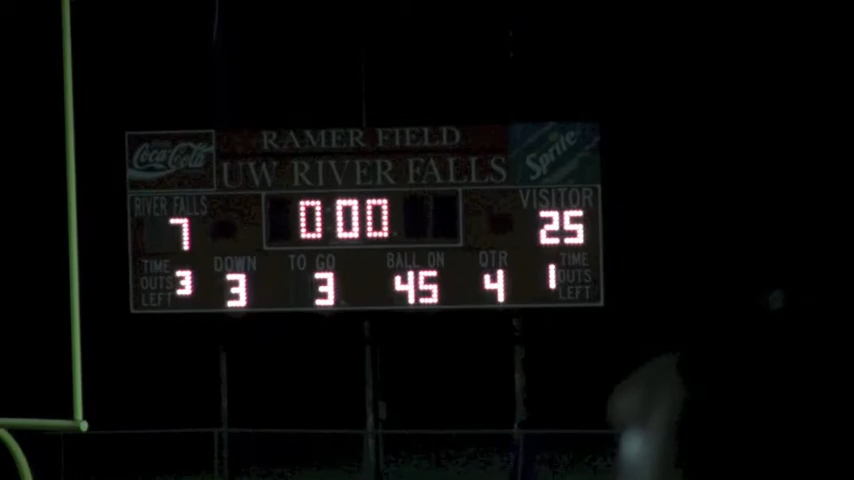 RAMER FIELD
Coca-Cola
Sprite
UW RIVER FALLS
RIVER FALLS
7
000
VISITOR
25
TIME OUTS LEFT 3
DOWN 3
TO GO 3
BALL ON 45
QTR 4
1 TIME OUTS LEFT